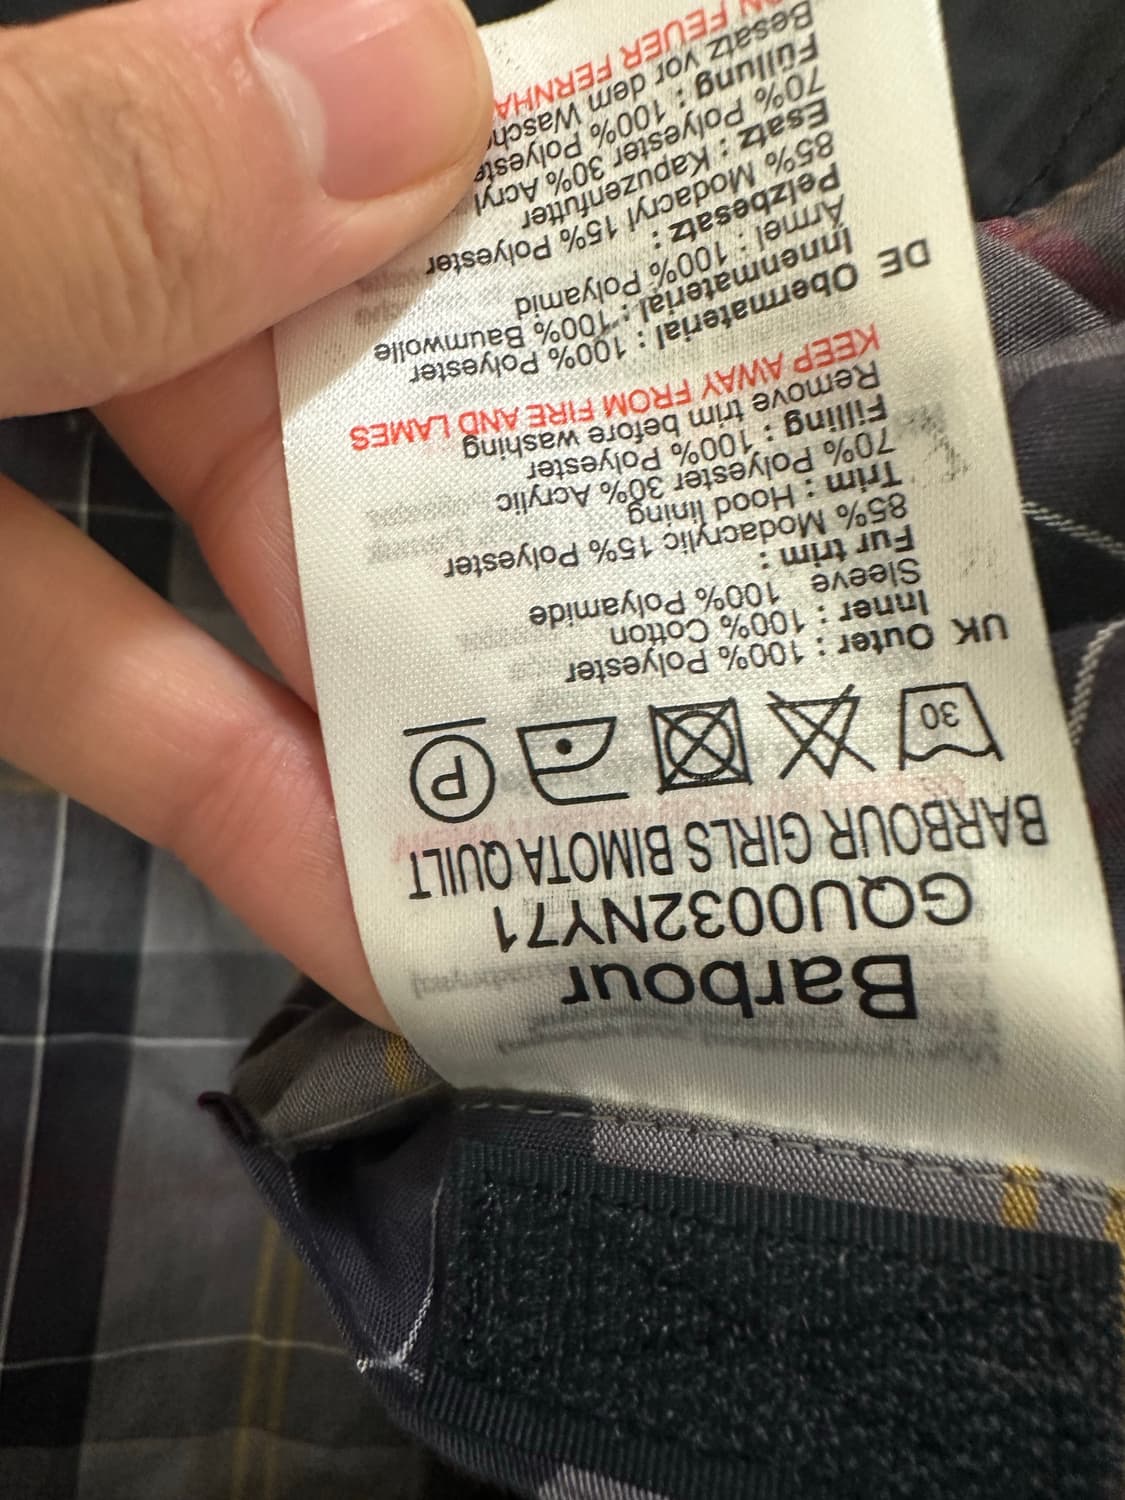 Barbour
GQU0032NY71
BARBOUR GIRLS BIMOTA QUILT
30
P
UK Outer : 100% Polyester
Inner : 100% Cotton
Sleeve 100% Polyamide
Fur trim :
85% Modacrylic 15% Polyester
Trim : Hood lining
70% Polyester 30% Acrylic
Filling : 100% Polyester
Remove trim before washing
KEEP AWAY FROM FIRE AND LAMES
DE Obermaterial : 100% Polyester
Innenmaterial : 100% Baumwolle
Ärmel : 100% Polyamid
Pelzbesatz :
85% Modacryl 15% Polyester
Esatz : Kapuzenfutter
70% Polyester 30% Acryl
Füllung : 100% Polyeste
Besatz vor dem Wasch
FEUER FERNHA